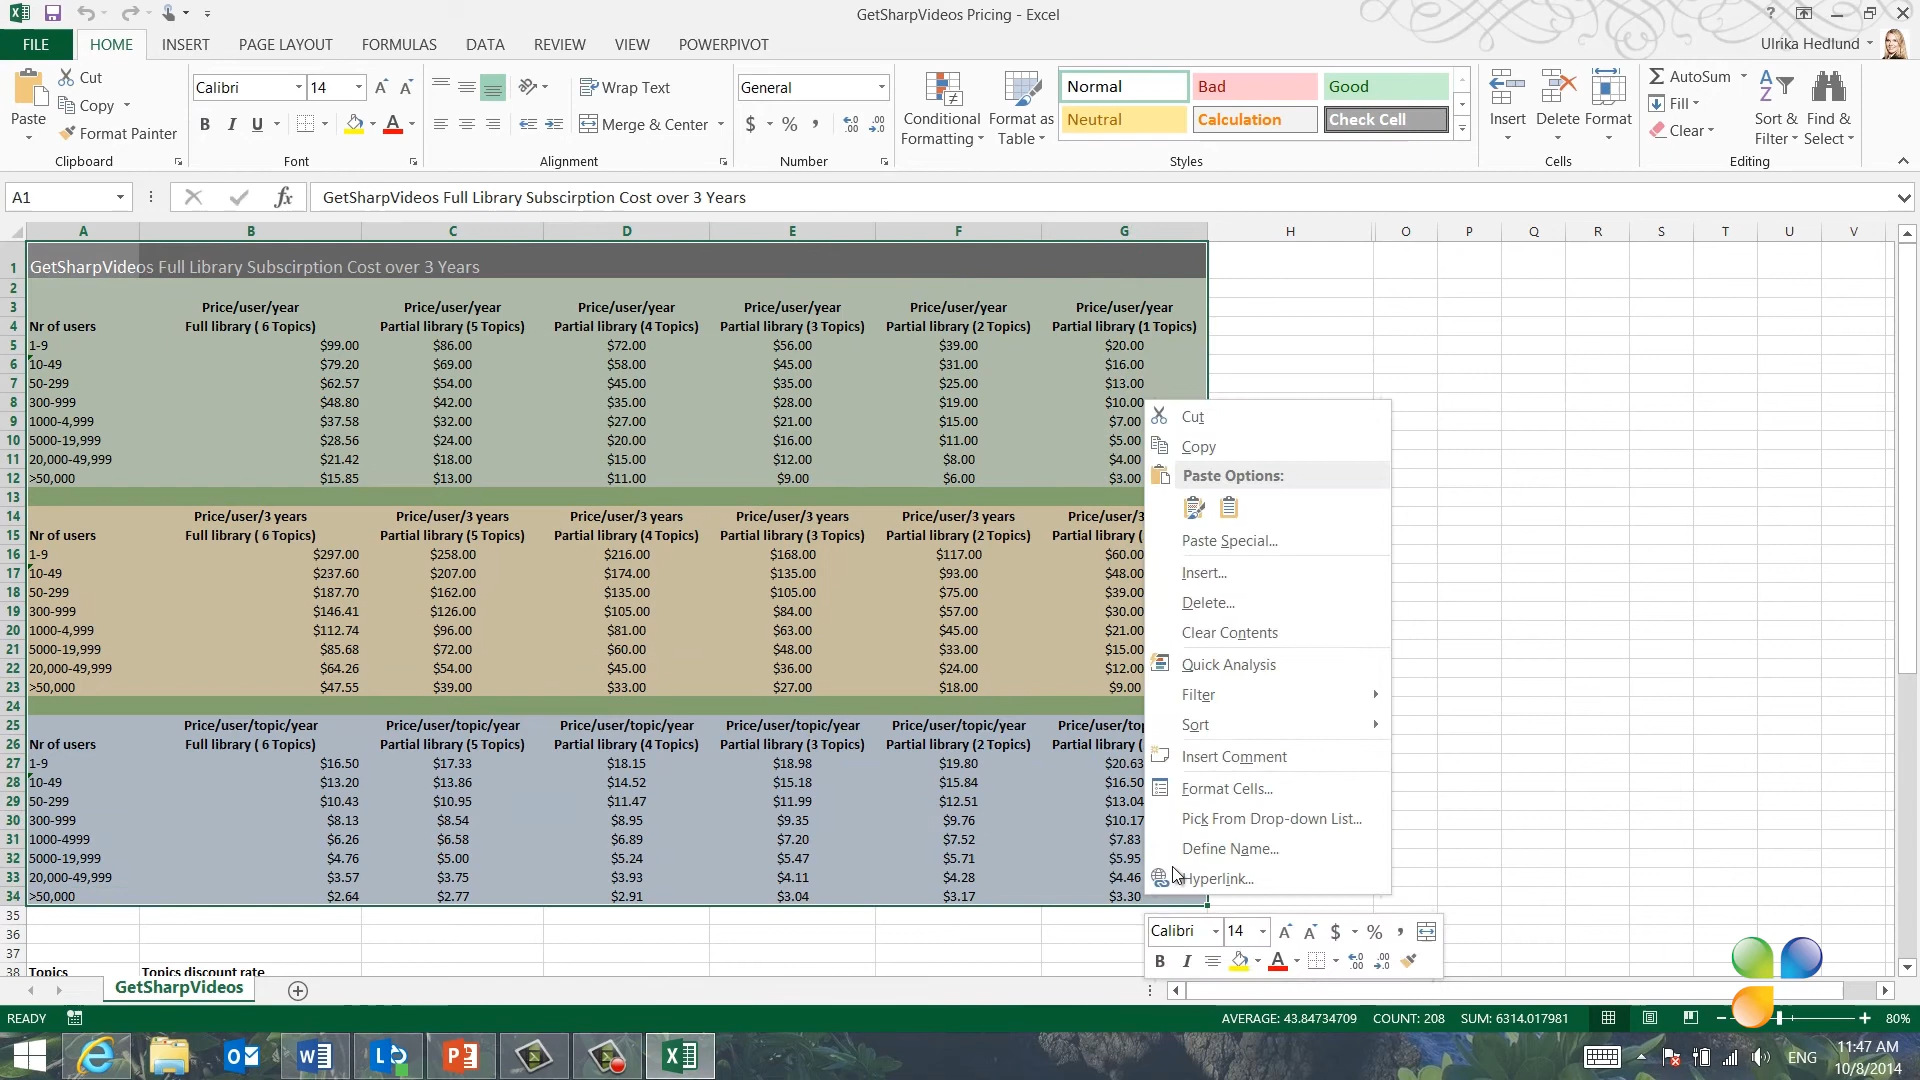 GetSharpVideos Pricing - Excel
?
FILE HOME INSERT PAGE LAYOUT FORMULAS DATA REVIEW VIEW POWERPIVOT Ulrika Hedlund
Paste Cut Copy Format Painter
Clipboard
Calibri 14
B I U A
Font
Wrap Text
Merge & Center
Alignment
General
$ % ,
Number
Conditional Formatting
Format as Table
Normal Bad Good
Neutral Calculation Check Cell
Styles
Insert Delete Format
Cells
AutoSum
Fill
Clear
Sort & Filter
Find & Select
Editing
A1 fx GetSharpVideos Full Library Subscirption Cost over 3 Years
A B C D E F G H O P Q R S T U V
1 GetSharpVideos Full Library Subscirption Cost over 3 Years
2
3 Price/user/year Price/user/year Price/user/year Price/user/year Price/user/year Price/user/year
4 Nr of users Full library ( 6 Topics) Partial library (5 Topics) Partial library (4 Topics) Partial library (3 Topics) Partial library (2 Topics) Partial library (1 Topics)
5 1-9 $99.00 $86.00 $72.00 $56.00 $39.00 $20.00
6 10-49 $79.20 $69.00 $58.00 $45.00 $31.00 $16.00
7 50-299 $62.57 $54.00 $45.00 $35.00 $25.00 $13.00
8 300-999 $48.80 $42.00 $35.00 $28.00 $19.00 $10.00
9 1000-4,999 $37.58 $32.00 $27.00 $21.00 $15.00 $7.00
10 5000-19,999 $28.56 $24.00 $20.00 $16.00 $11.00 $5.00
11 20,000-49,999 $21.42 $18.00 $15.00 $12.00 $8.00 $4.00
12 >50,000 $15.85 $13.00 $11.00 $9.00 $6.00 $3.00
13
14 Price/user/3 years Price/user/3 years Price/user/3 years Price/user/3 years Price/user/3 years Price/user/3
15 Nr of users Full library ( 6 Topics) Partial library (5 Topics) Partial library (4 Topics) Partial library (3 Topics) Partial library (2 Topics) Partial library (
16 1-9 $297.00 $258.00 $216.00 $168.00 $117.00 $60.00
17 10-49 $237.60 $207.00 $174.00 $135.00 $93.00 $48.00
18 50-299 $187.70 $162.00 $135.00 $105.00 $75.00 $39.00
19 300-999 $146.41 $126.00 $105.00 $84.00 $57.00 $30.00
20 1000-4,999 $112.74 $96.00 $81.00 $63.00 $45.00 $21.00
21 5000-19,999 $85.68 $72.00 $60.00 $48.00 $33.00 $15.00
22 20,000-49,999 $64.26 $54.00 $45.00 $36.00 $24.00 $12.00
23 >50,000 $47.55 $39.00 $33.00 $27.00 $18.00 $9.00
24
25 Price/user/topic/year Price/user/topic/year Price/user/topic/year Price/user/topic/year Price/user/topic/year Price/user/top
26 Nr of users Full library ( 6 Topics) Partial library (5 Topics) Partial library (4 Topics) Partial library (3 Topics) Partial library (2 Topics) Partial library (
27 1-9 $16.50 $17.33 $18.15 $18.98 $19.80 $20.63
28 10-49 $13.20 $13.86 $14.52 $15.18 $15.84 $16.50
29 50-299 $10.43 $10.95 $11.47 $11.99 $12.51 $13.04
30 300-999 $8.13 $8.54 $8.95 $9.35 $9.76 $10.17
31 1000-4999 $6.26 $6.58 $6.89 $7.20 $7.52 $7.83
32 5000-19,999 $4.76 $5.00 $5.24 $5.47 $5.71 $5.95
33 20,000-49,999 $3.57 $3.75 $3.93 $4.11 $4.28 $4.46
34 >50,000 $2.64 $2.77 $2.91 $3.04 $3.17 $3.30
35
36
37
38 Topics Topics discount rate
Cut
Copy
Paste Options:
Paste Special...
Insert...
Delete...
Clear Contents
Quick Analysis
Filter
Sort
Insert Comment
Format Cells...
Pick From Drop-down List...
Define Name...
Hyperlink...
Calibri 14 A A $ % ,
B I A
GetSharpVideos
READY AVERAGE: 43.84734709 COUNT: 208 SUM: 6314.017981 80%
ENG 11:47 AM
10/8/2014